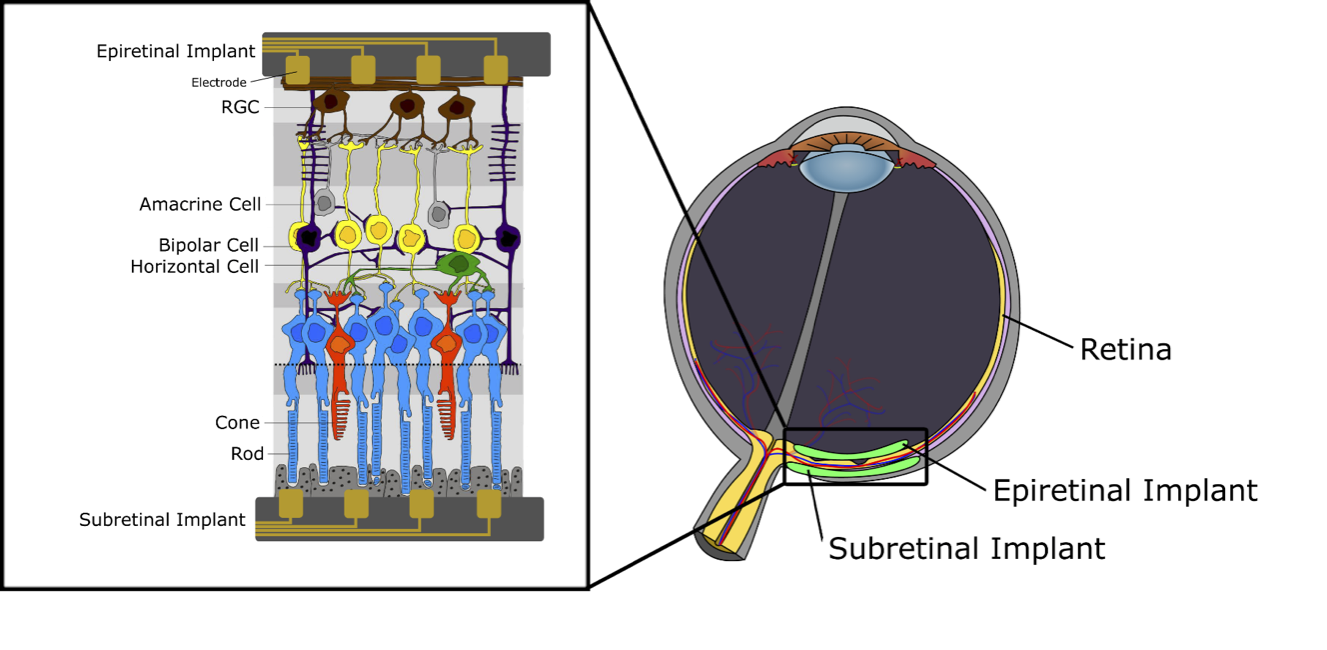 Epiretinal Implant
Electrode
RGC
Amacrine Cell
Bipolar Cell
Horizontal Cell
Cone
Rod
Subretinal Implant
Retina
Epiretinal Implant
Subretinal Implant